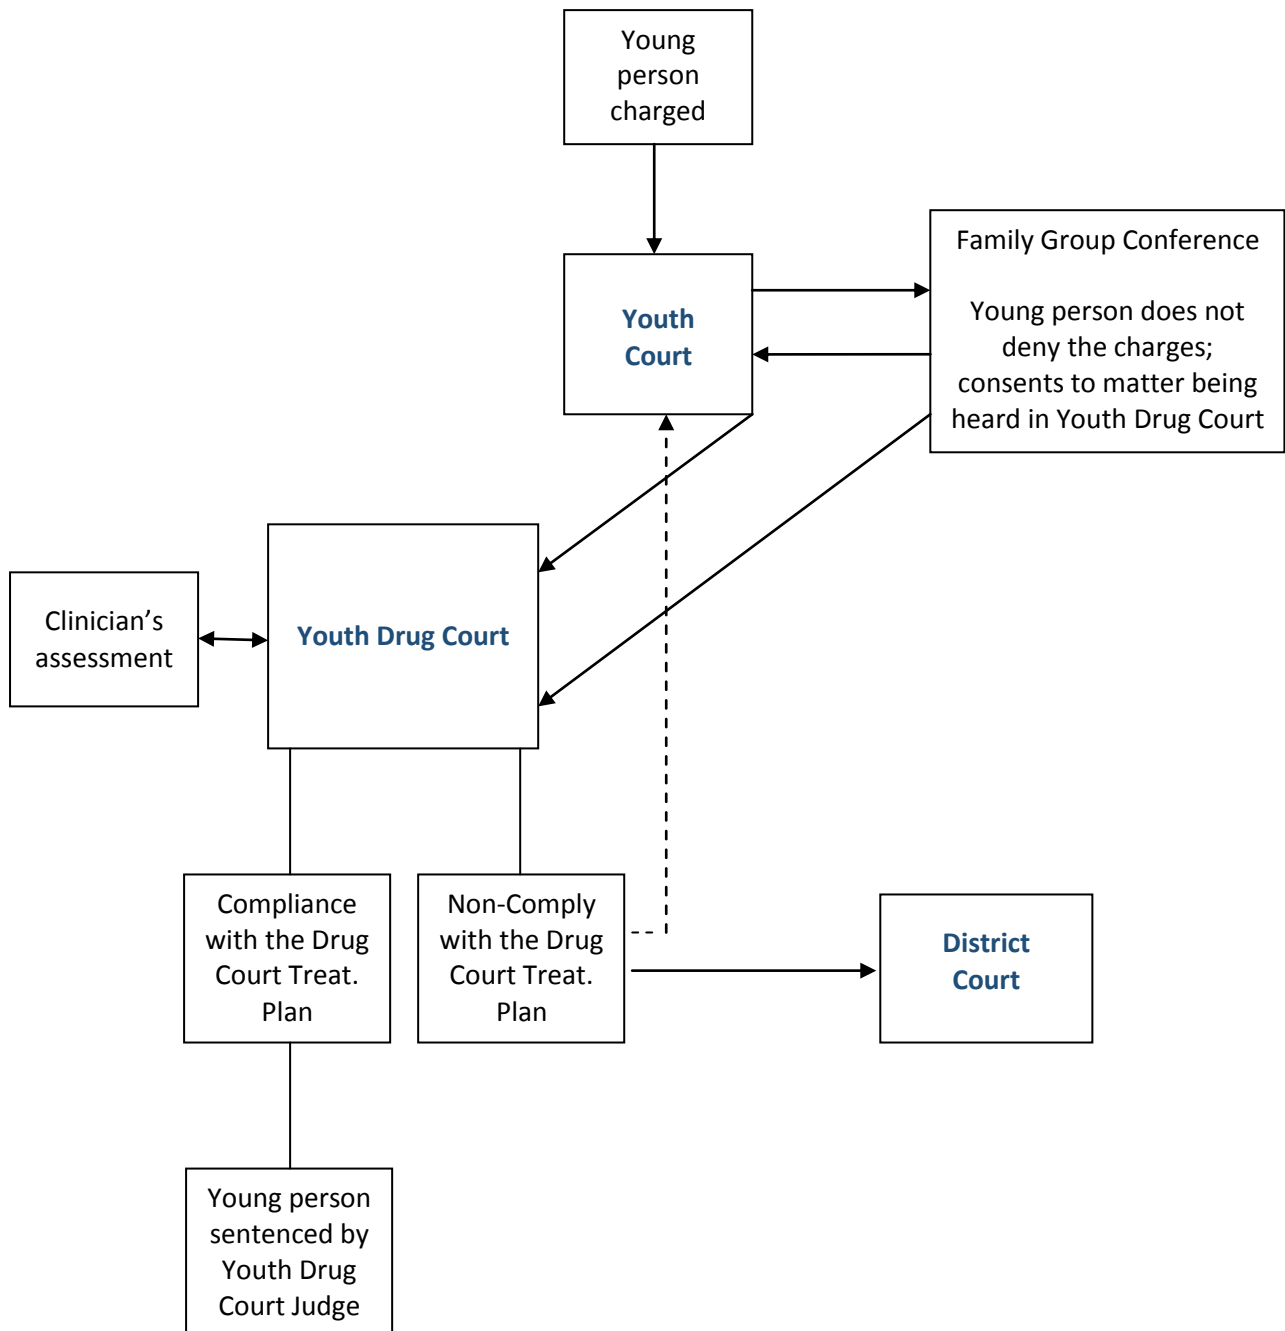 Young
person
charged
Family Group Conference
Young person does not
deny the charges;
consents to matter being
heard in Youth Drug Court
Youth
Court
Clinician’s
assessment
Youth Drug Court
Compliance
with the Drug
Court Treat.
Plan
Non-Comply
with the Drug
Court Treat.
Plan
District
Court
Young person
sentenced by
Youth Drug
Court Judge